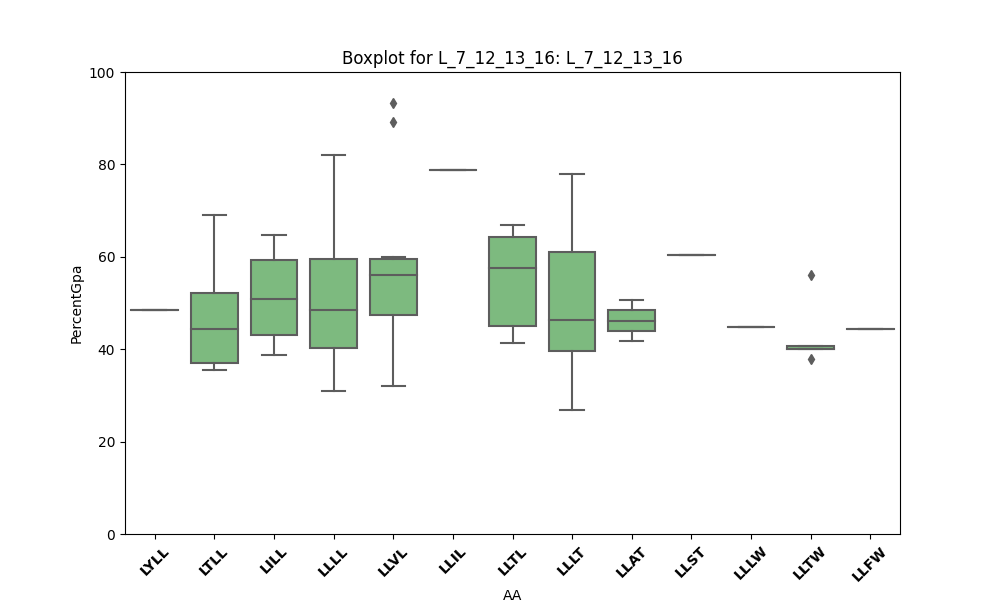 Boxplot for L_7_12_13_16: L_7_12_13_16
100
80
60
40
20
0
PercentGpa
LYLL LTLL LILL LLLL LLVL LLIL LLTL LLLT LLAT LLST LLLW LLTW LLFW
AA